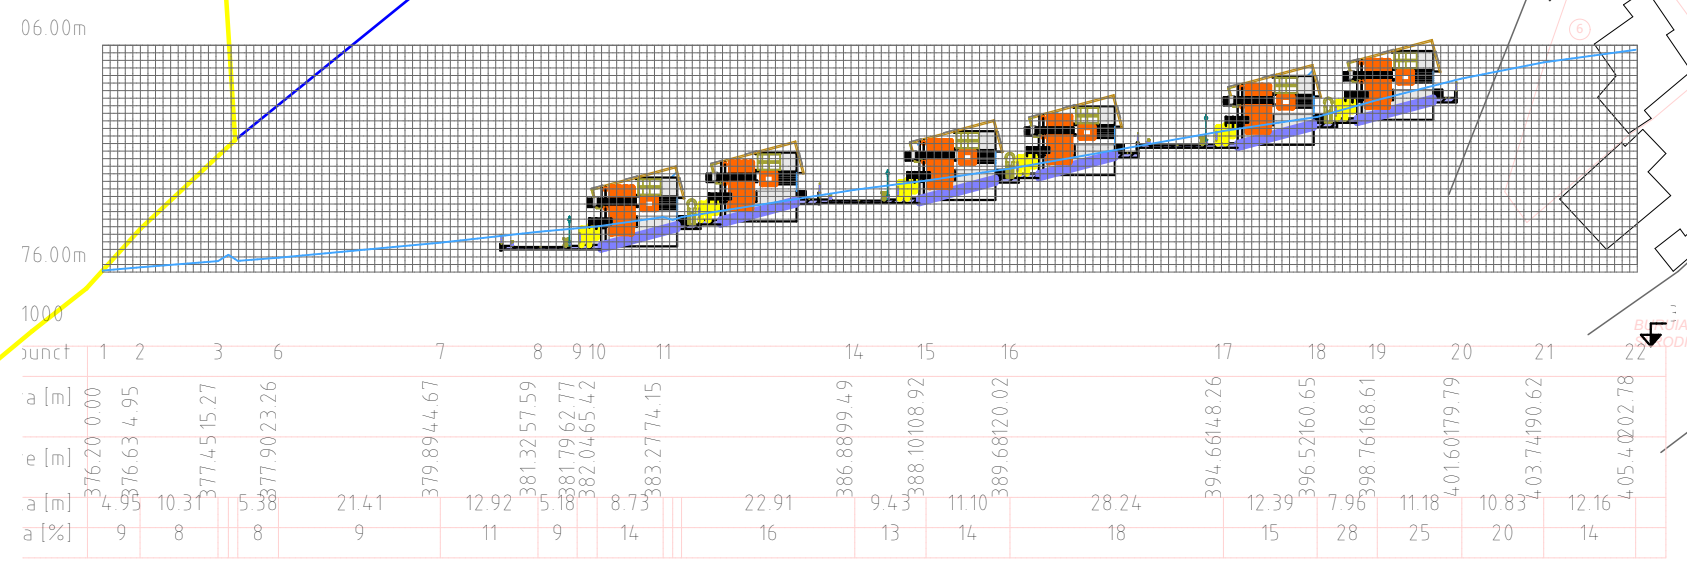 06.00m
6
76.00m
1000
unct 1 2 3 6 7 8 9 10 11 14 15 16 17 18 19 20 21 22
a [m] 0.00 4.95 15.27 23.26 44.67 57.59 62.77 65.42 74.15 99.49 108.92 120.02 148.26 160.65 168.61 179.79 190.62 202.78
e [m] 376.20 376.63 377.45 377.90 379.89 381.32 381.79 382.04 383.27 386.88 388.10 389.68 394.66 396.52 398.76 401.60 403.74 405.40
a [m] 4.95 10.31 5.38 21.41 12.92 5.18 8.73 22.91 9.43 11.10 28.24 12.39 7.96 11.18 10.83 12.16
a [%] 9 8 8 9 11 9 14 16 13 14 18 15 28 25 20 14